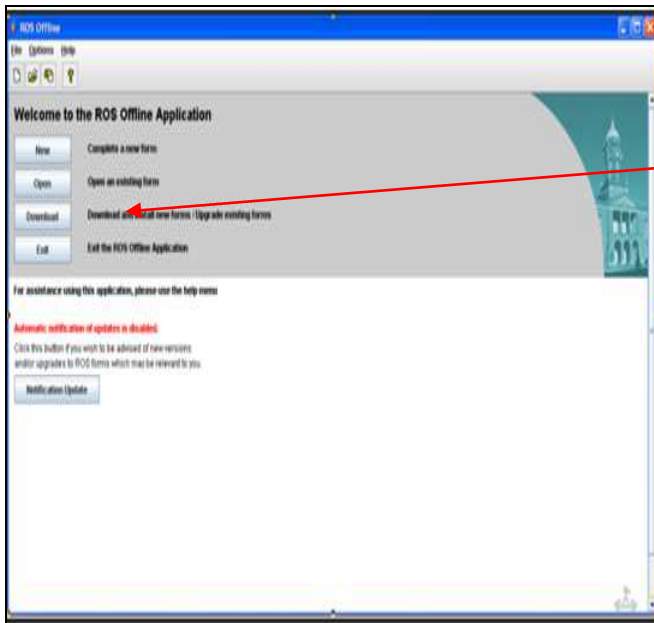 ROS Offline
File Options Help
Welcome to the ROS Offline Application
New Complete a new form
Open Open an existing form
Download Download and install new forms / Upgrade existing forms
Exit Exit the ROS Offline Application
For assistance using this application, please use the help menu
Automatic notification of updates is disabled.
Click this button if you wish to be advised of new versions
and/or upgrades to ROS forms which may be relevant to you.
Notification Update